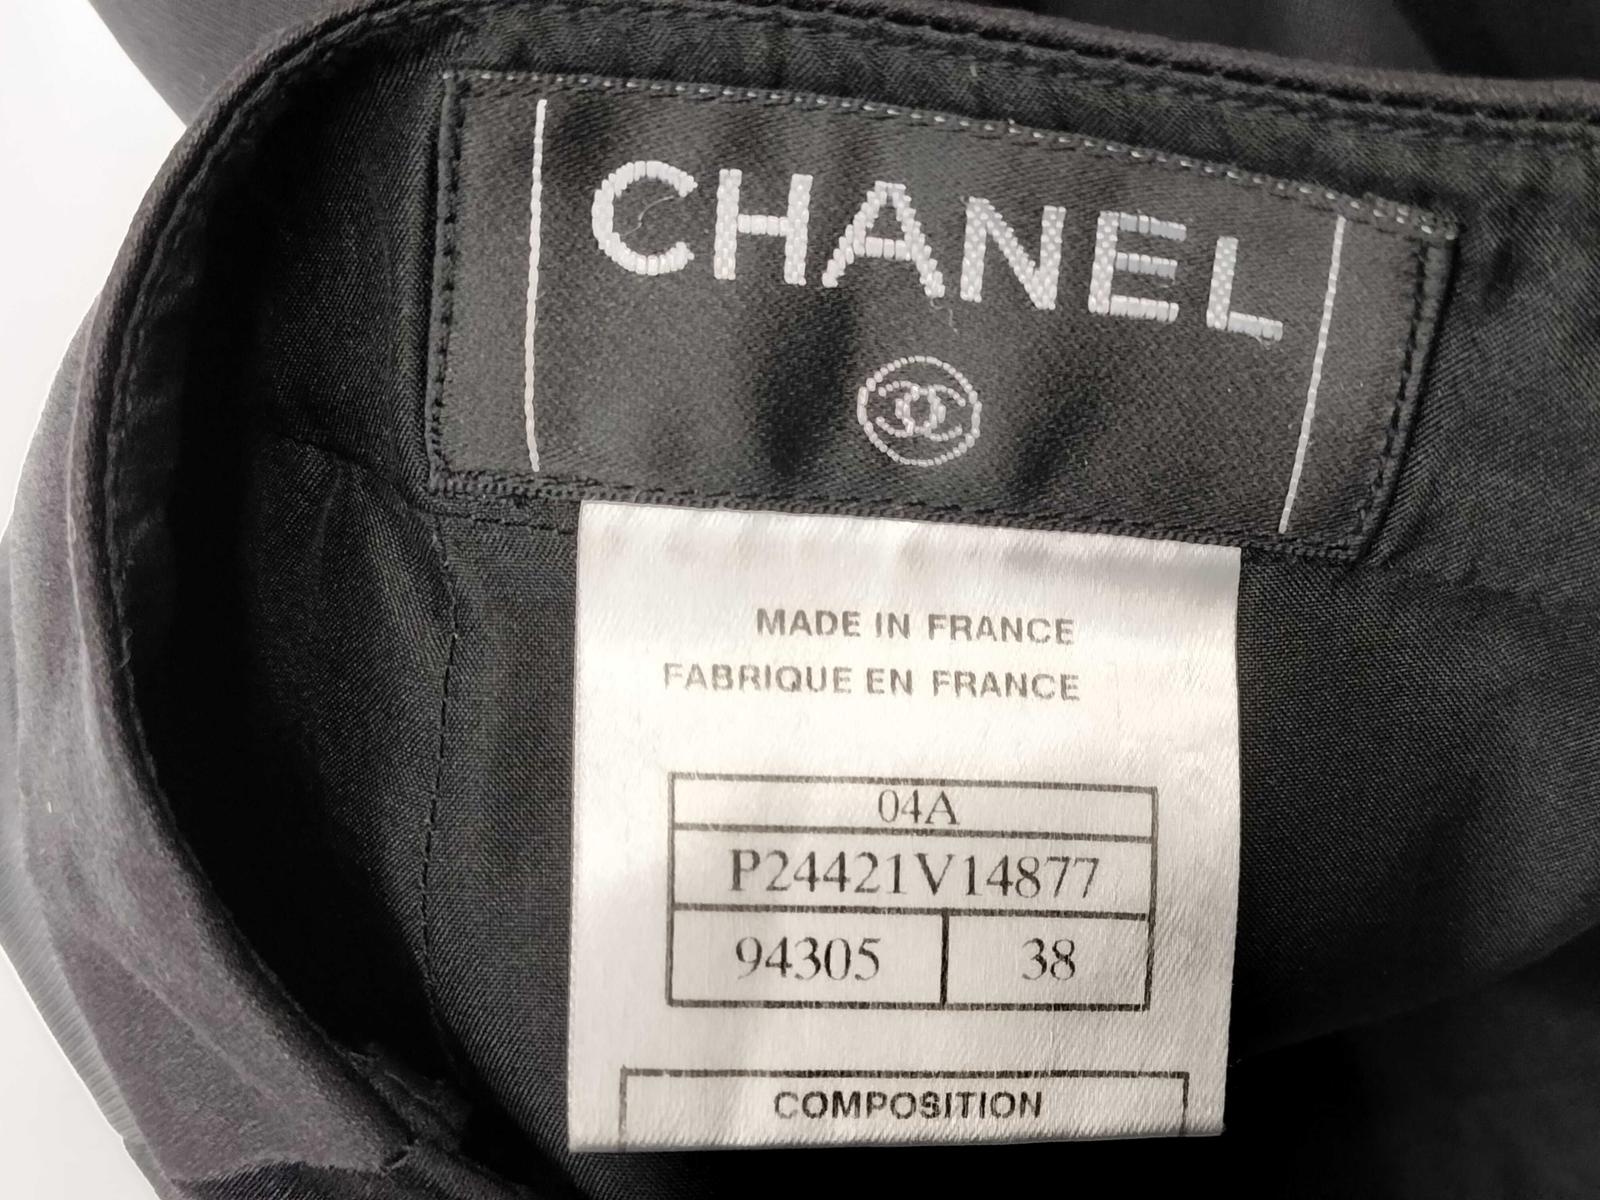 CHANEL
MADE IN FRANCE
FABRIQUE EN FRANCE
04A
P24421V14877
94305 38
COMPOSITION